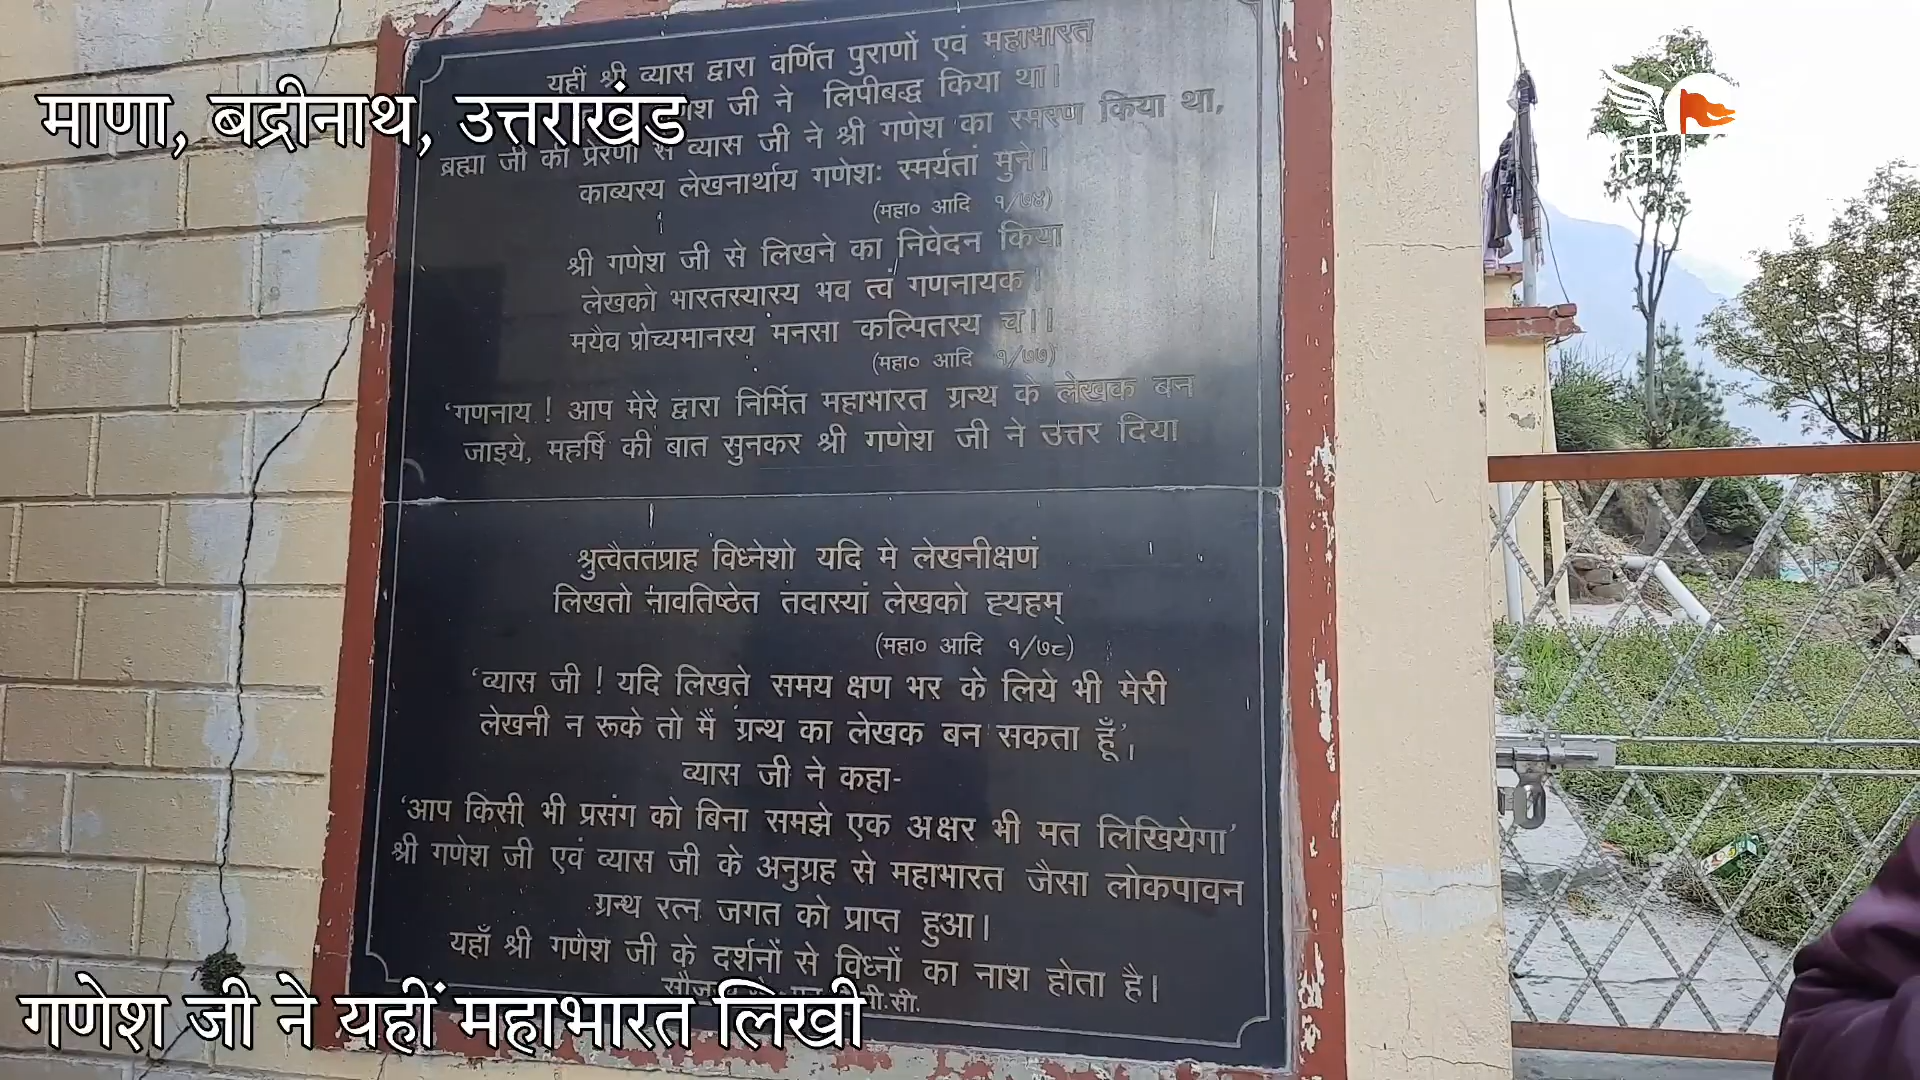 माणा, बद्रीनाथ, उत्तराखंड
यहीं श्री व्यास द्वारा वर्णित पुराणों एवं महाभारत
जी ने लिपीबद्ध किया था।
ब्रह्मा जी की प्रेरणा से व्यास जी ने श्री गणेश का स्मरण किया था,
काब्यस्य लेखनार्थाय गणेशः स्मर्यतां मुने।
(महा० आदि १/७४)
श्री गणेश जी से लिखने का निवेदन किया
लेखको भारतस्यास्य भव त्वं गणनायक।
मयैव प्रोच्यमानस्य मनसा कल्पितस्य च।।
(महा० आदि १/७७)
‘गणनाय ! आप मेरे द्वारा निर्मित महाभारत ग्रन्थ के लेखक बन
जाइये, महर्षि की बात सुनकर श्री गणेश जी ने उत्तर दिया
श्रुत्वैततप्राह विघ्नेशो यदि मे लेखनीक्षणं
लिखतो नावतिष्ठेत तदास्यां लेखको ह्यहम्
(महा० आदि १/७८)
‘व्यास जी ! यदि लिखते समय क्षण भर के लिये भी मेरी
लेखनी न रूके तो मैं ग्रन्थ का लेखक बन सकता हूँ’,
व्यास जी ने कहा-
‘आप किसी भी प्रसंग को बिना समझे एक अक्षर भी मत लिखियेगा’
श्री गणेश जी एवं व्यास जी के अनुग्रह से महाभारत जैसा लोकपावन
ग्रन्थ रत्न जगत को प्राप्त हुआ।
यहाँ श्री गणेश जी के दर्शनों से विघ्नों का नाश होता है।
गणेश जी ने यहीं महाभारत लिखी